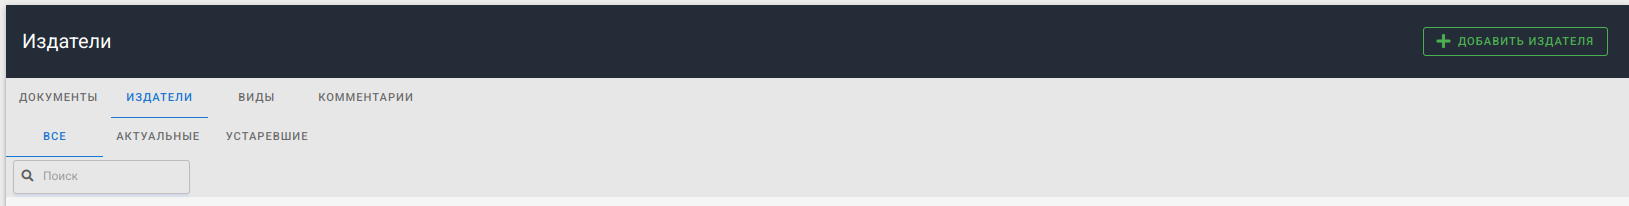 Издатели
ДОБАВИТЬ ИЗДАТЕЛЯ
ДОКУМЕНТЫ ИЗДАТЕЛИ ВИДЫ КОММЕНТАРИИ
ВСЕ АКТУАЛЬНЫЕ УСТАРЕВШИЕ
Поиск